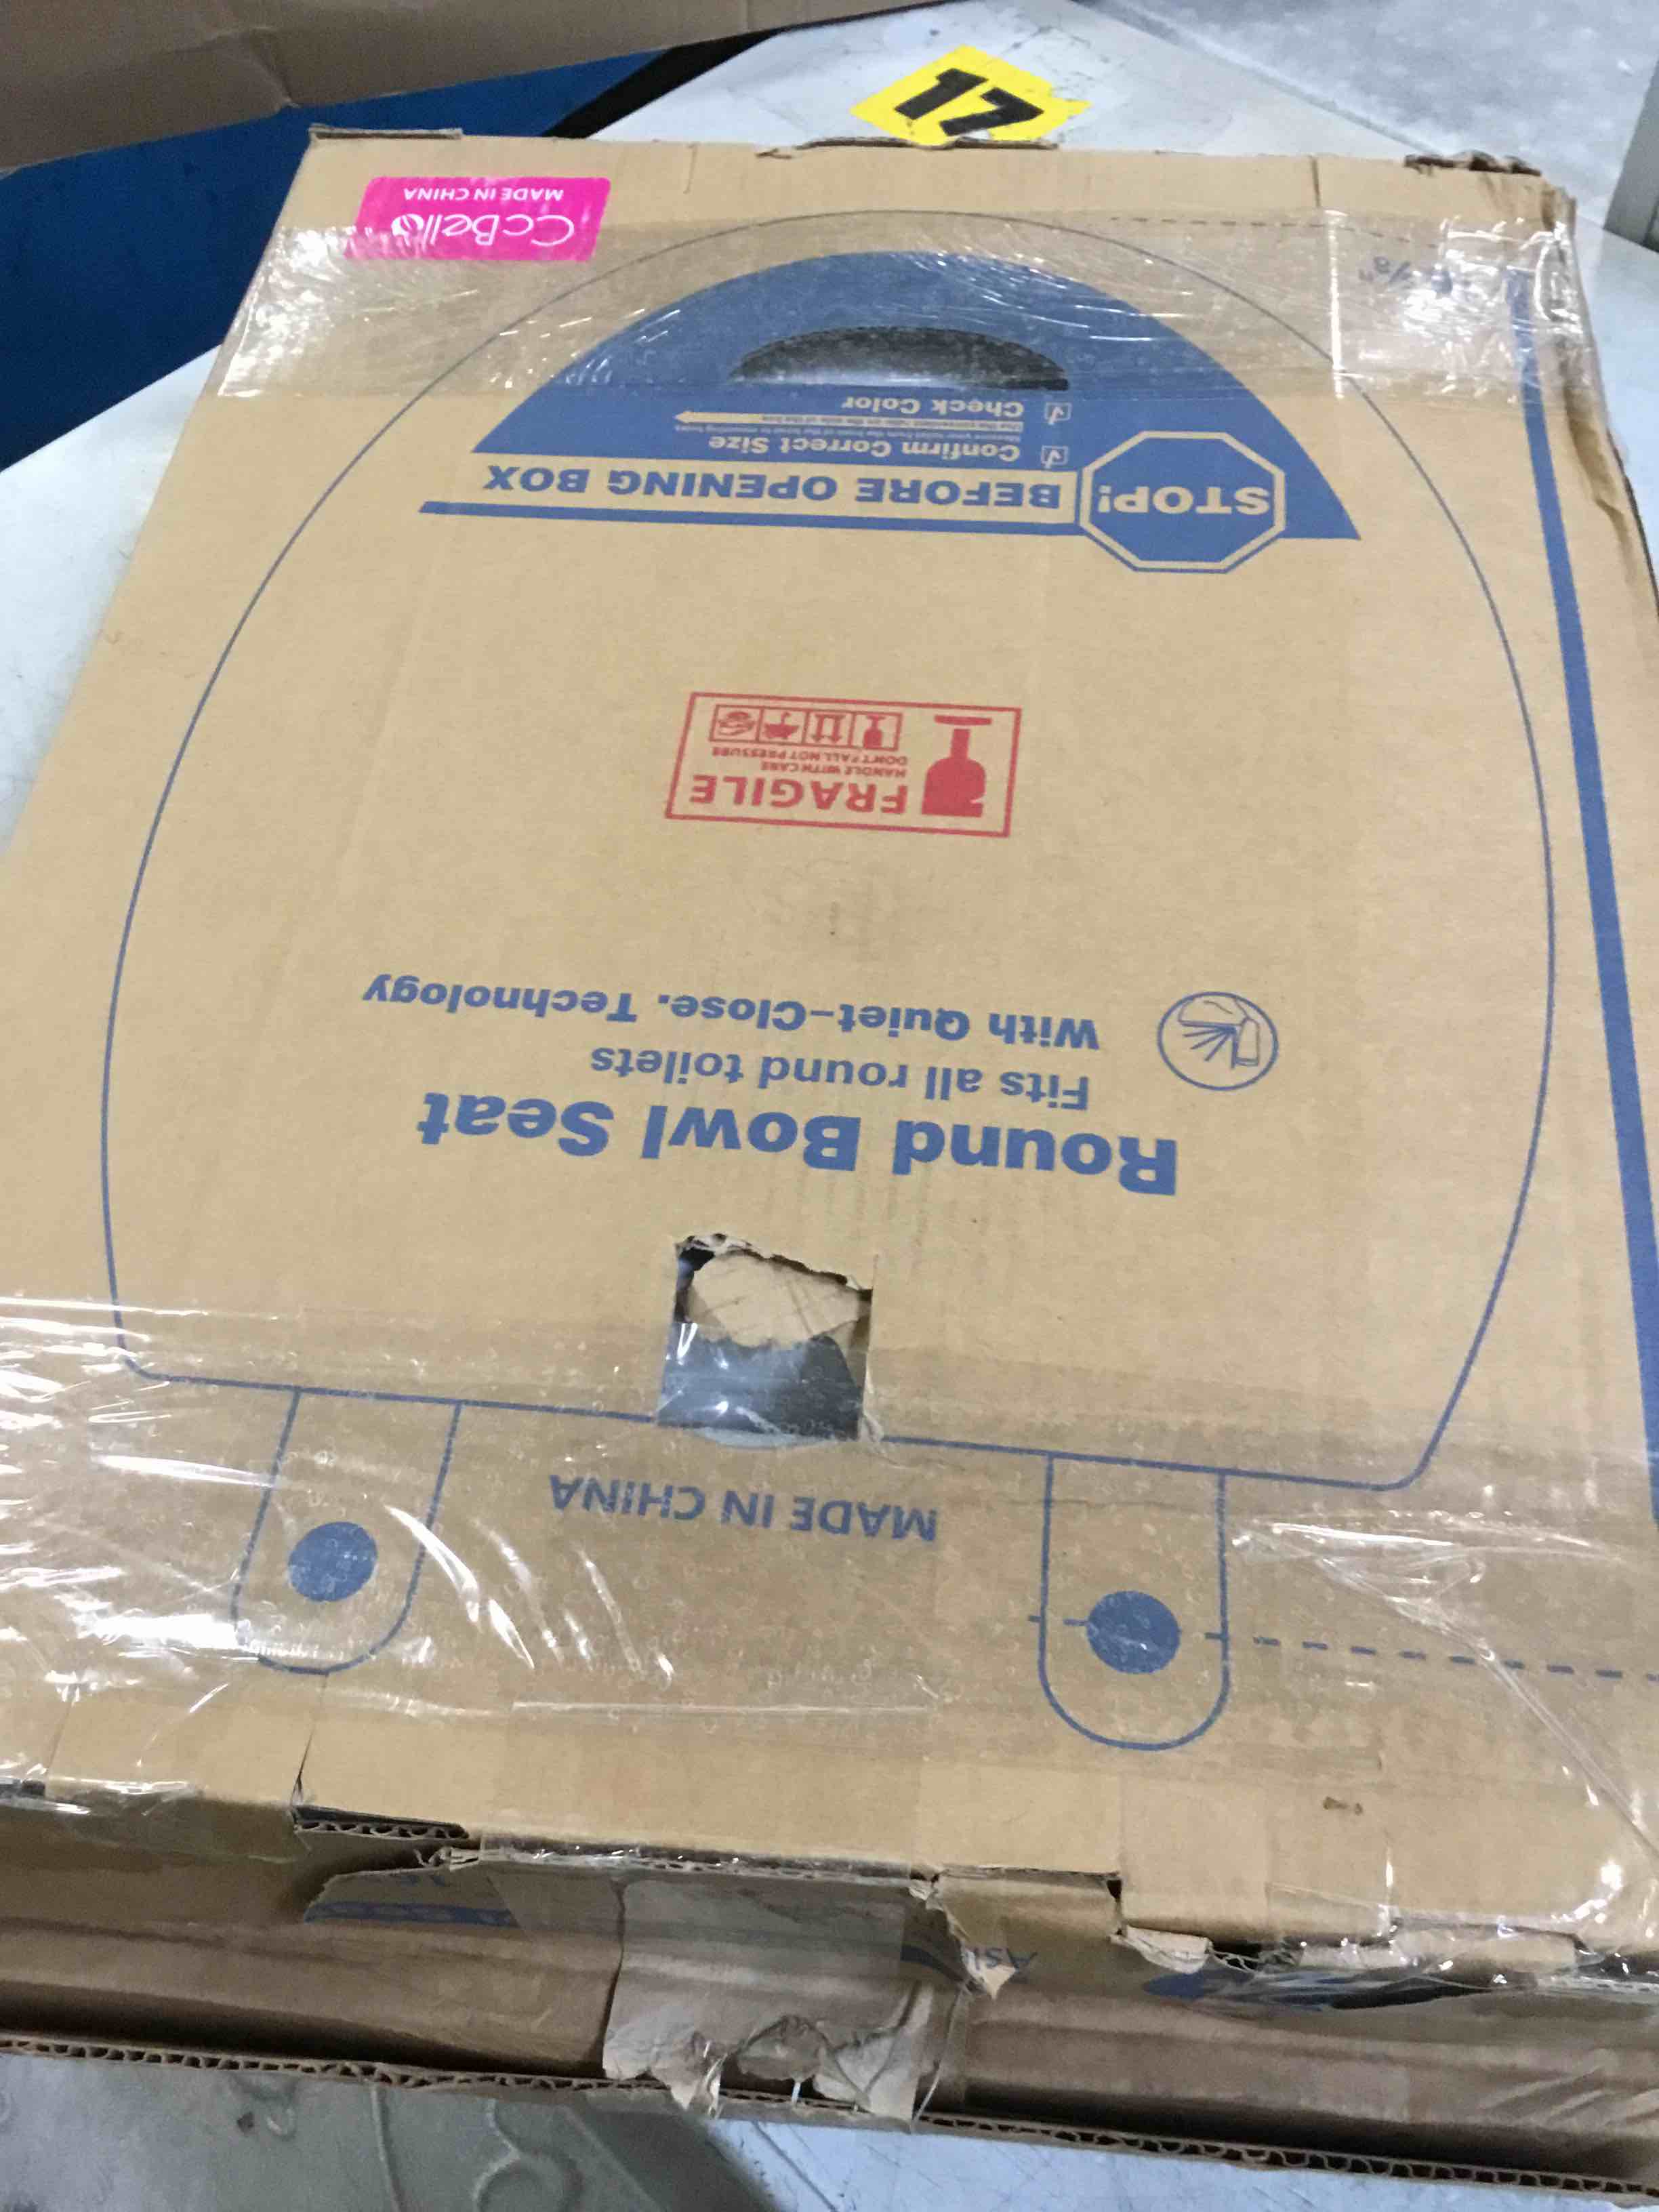 17
Round Bowl Seat
Fits all round toilets
With Quiet-Close. Technology
FRAGILE
HANDLE WITH CARE
DON'T FALL NOT PRESSURE
STOP!
BEFORE OPENING BOX
Confirm Correct Size
Check Color
CcBello
MADE IN CHINA
MADE IN CHINA